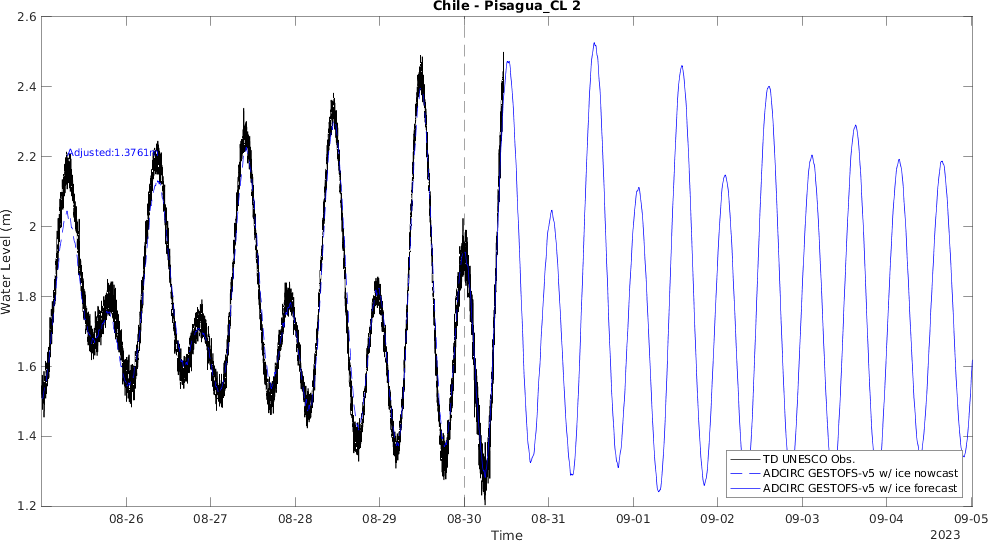 Chile - Pisagua_CL 2
2.6
2.4
2.2
2
1.8
1.6
1.4
1.2
Water Level (m)
Adjusted:1.3761m
TD UNESCO Obs.
ADCIRC GESTOFS-v5 w/ ice nowcast
ADCIRC GESTOFS-v5 w/ ice forecast
08-26 08-27 08-28 08-29 08-30 08-31 09-01 09-02 09-03 09-04 09-05
Time
2023